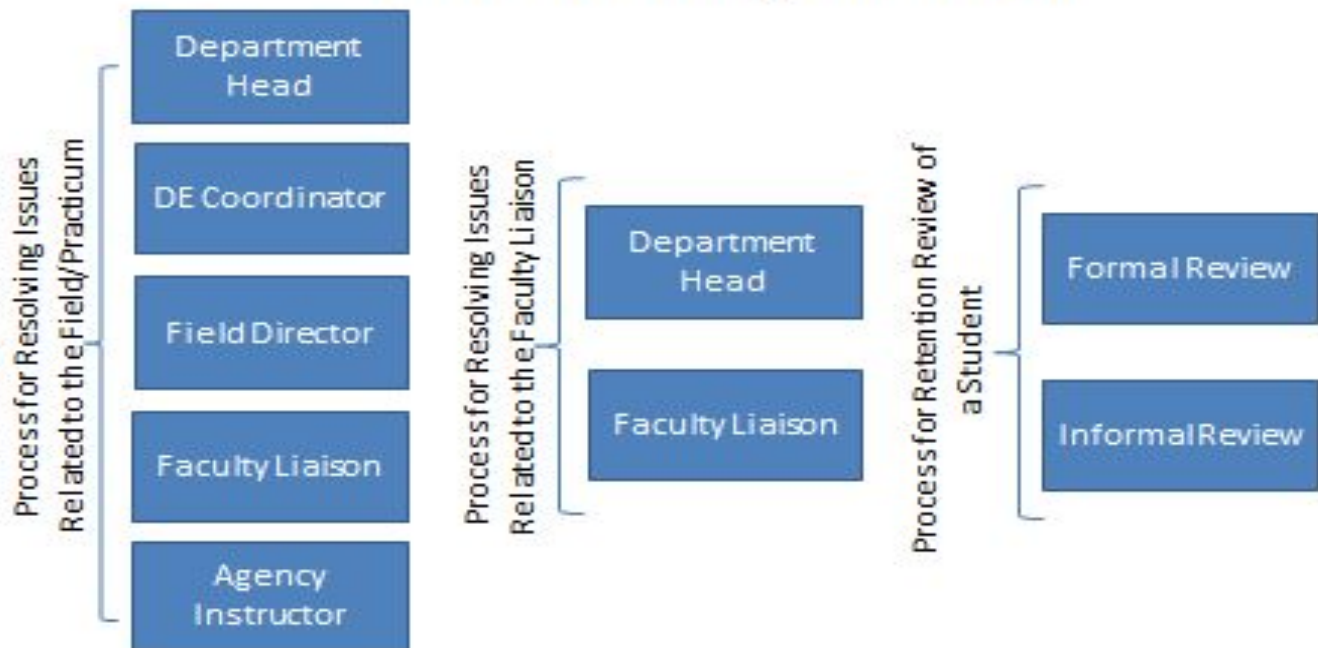 Process for Resolving Issues
Related to the Field/Practicum
Department
Head
DE Coordinator
Field Director
Faculty Liaison
Agency
Instructor
Process for Resolving Issues
Related to the Faculty Liaison
Department
Head
Faculty Liaison
Process for Retention Review of
a Student
Formal Review
Informal Review